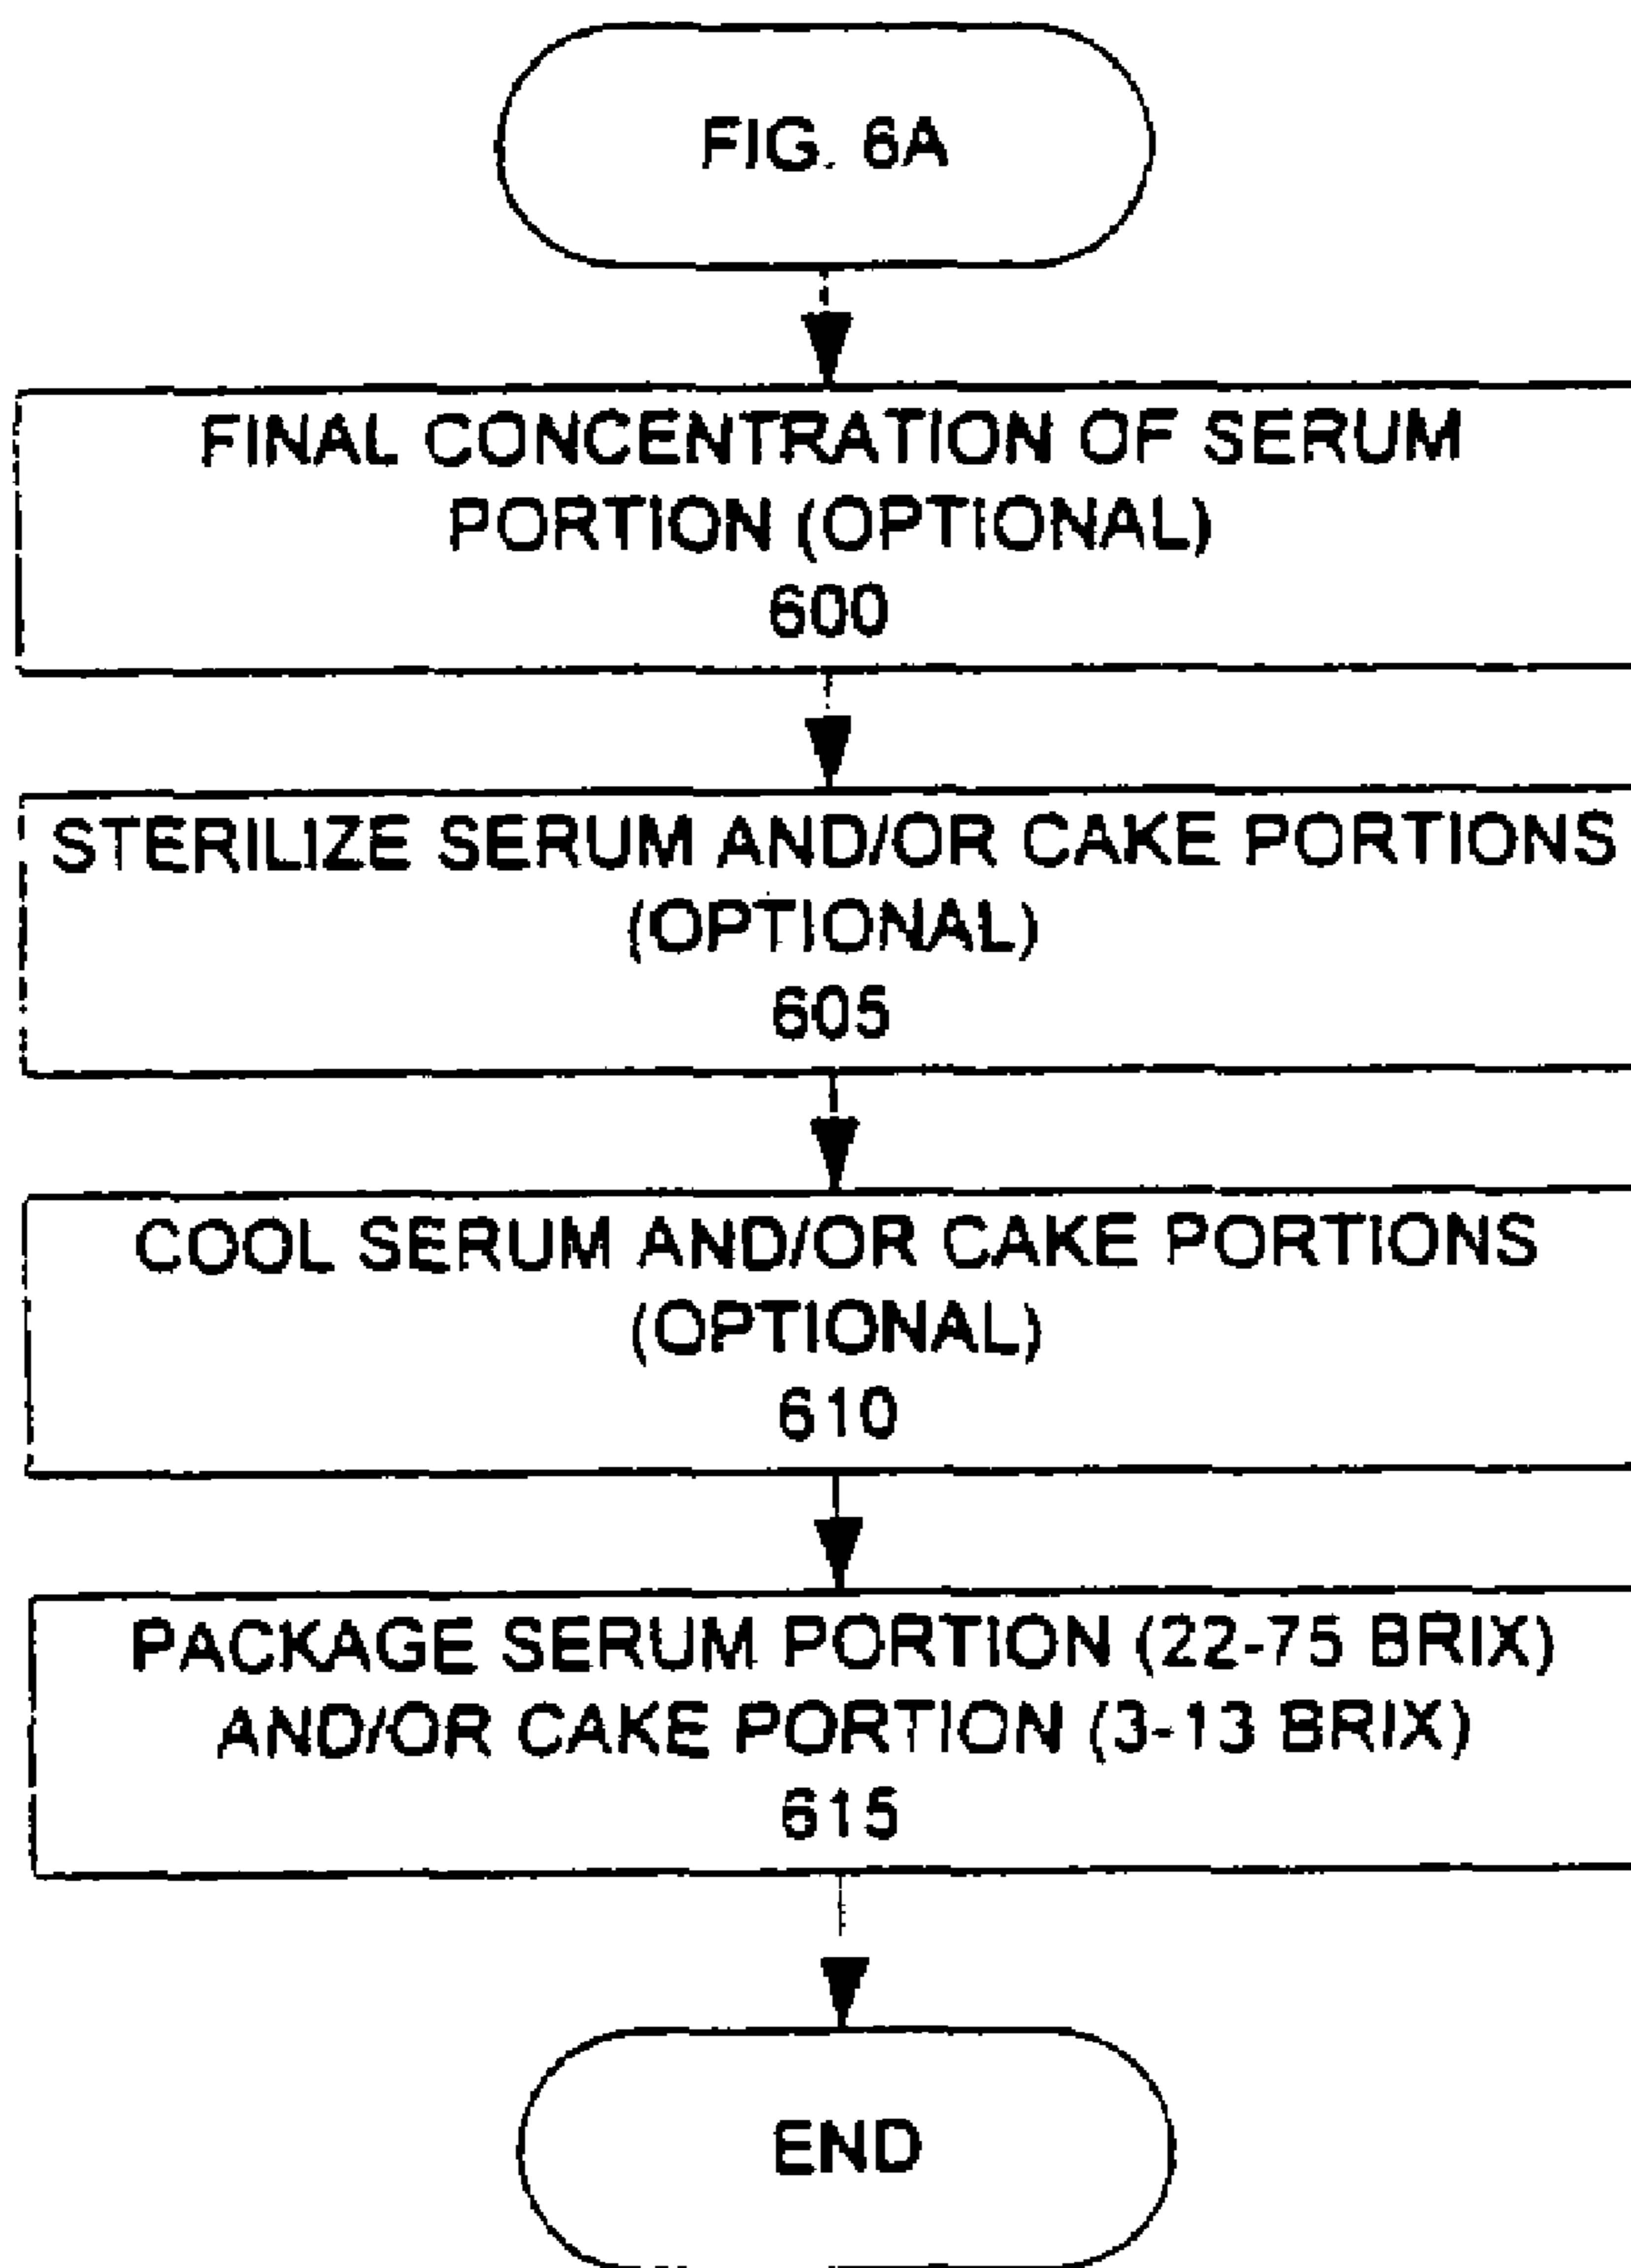 FIG. 6A
FINAL CONCENTRATION OF SERUM
PORTION (OPTIONAL)
600
STERILIZE SERUM AND/OR CAKE PORTIONS
(OPTIONAL)
605
COOL SERUM AND/OR CAKE PORTIONS
(OPTIONAL)
610
PACKAGE SERUM PORTION (22-75 BRIX)
AND/OR CAKE PORTION (3-13 BRIX)
615
END